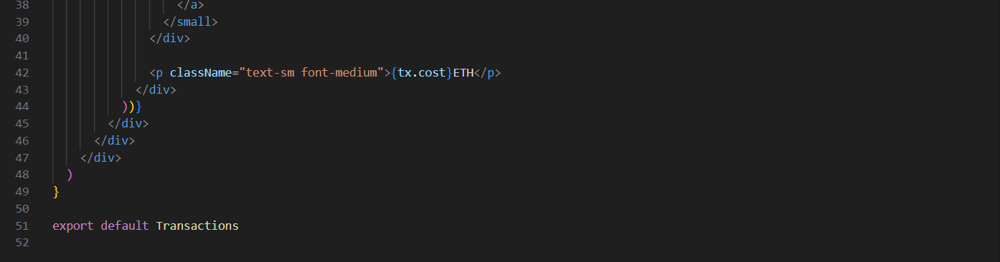 38 </a>
39 </small>
40 </div>
41
42 <p className="text-sm font-medium">{tx.cost}ETH</p>
43 </div>
44 ))}
45 </div>
46 </div>
47 </div>
48 )
49 }
50
51 export default Transactions
52